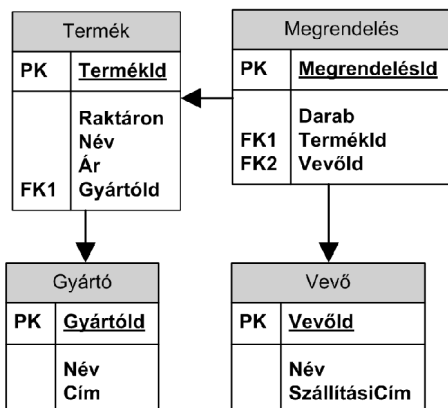 Termék
PK TermékId
Raktáron
Név
Ár
FK1 GyártóId
Megrendelés
PK MegrendelésId
Darab
FK1 TermékId
FK2 VevőId
Gyártó
PK GyártóId
Név
Cím
Vevő
PK VevőId
Név
SzállításiCím